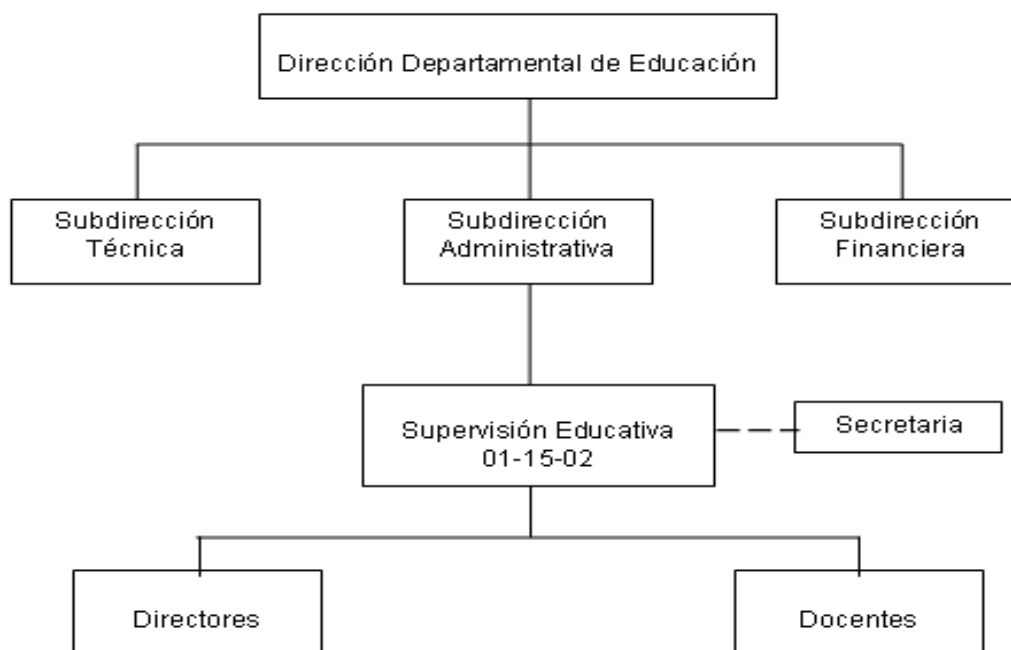 Dirección Departamental de Educación
Subdirección
Técnica
Subdirección
Administrativa
Subdirección
Financiera
Supervisión Educativa
01-15-02
Secretaria
Directores
Docentes